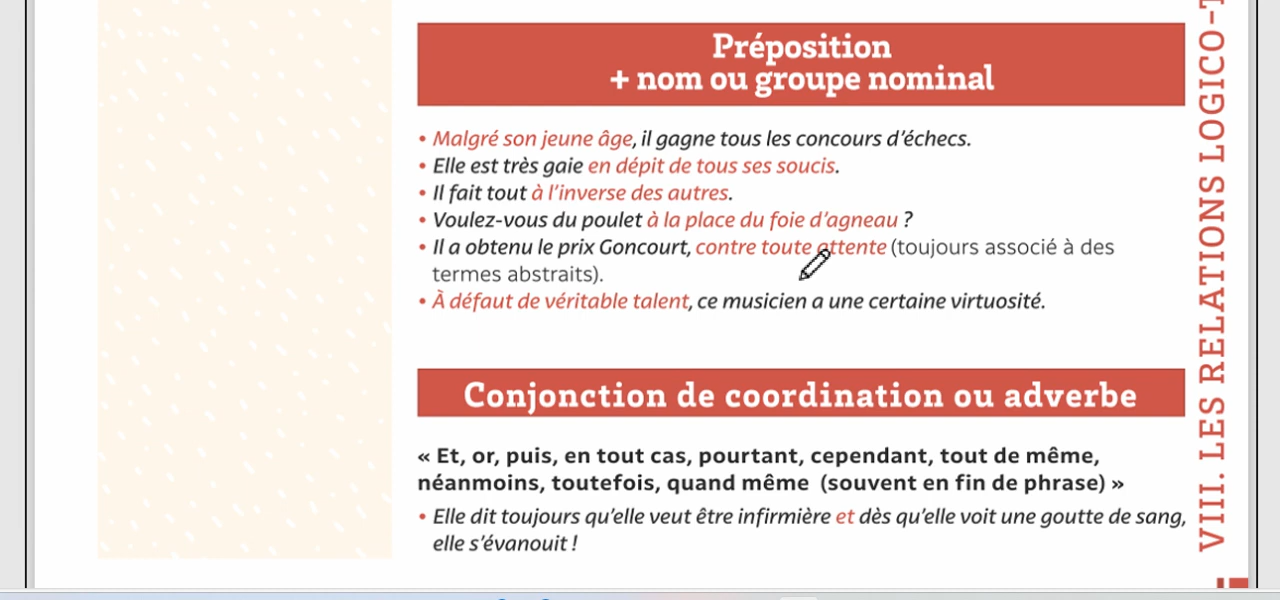 Préposition
+ nom ou groupe nominal
• Malgré son jeune âge, il gagne tous les concours d’échecs.
• Elle est très gaie en dépit de tous ses soucis.
• Il fait tout à l’inverse des autres.
• Voulez-vous du poulet à la place du foie d’agneau ?
• Il a obtenu le prix Goncourt, contre toute attente (toujours associé à des
termes abstraits).
• À défaut de véritable talent, ce musicien a une certaine virtuosité.
Conjonction de coordination ou adverbe
« Et, or, puis, en tout cas, pourtant, cependant, tout de même,
néanmoins, toutefois, quand même (souvent en fin de phrase) »
• Elle dit toujours qu’elle veut être infirmière et dès qu’elle voit une goutte de sang,
elle s’évanouit !
VIII. LES RELATIONS LOGICO-T